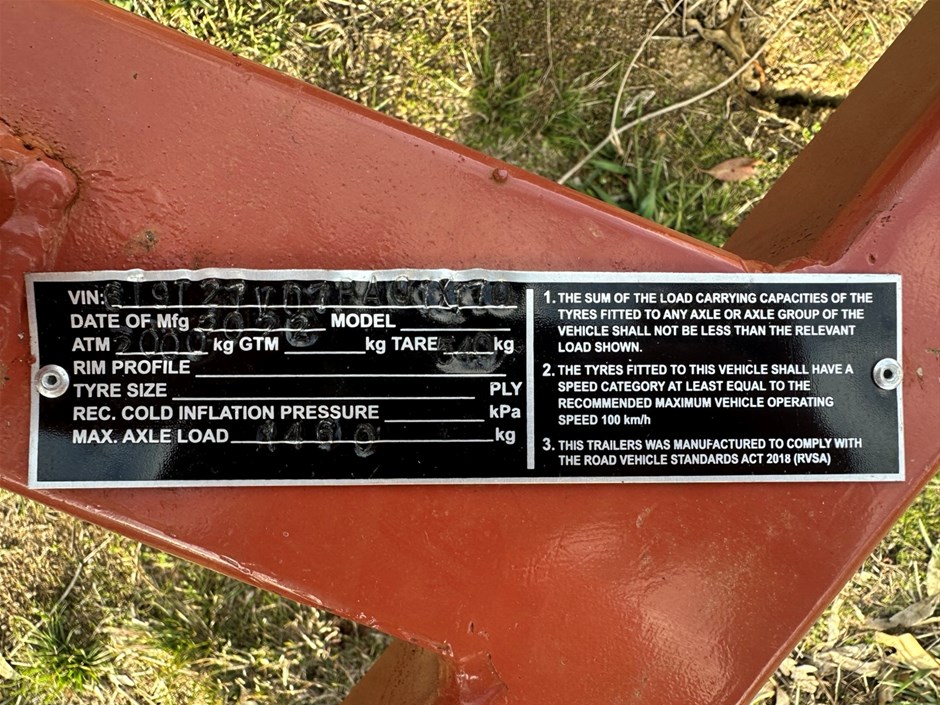 VIN:
DATE OF Mfg 2022 MODEL
ATM 2000 kg GTM kg TARE kg
RIM PROFILE
TYRE SIZE PLY
REC. COLD INFLATION PRESSURE kPa
MAX. AXLE LOAD kg
1. THE SUM OF THE LOAD CARRYING CAPACITIES OF THE
TYRES FITTED TO ANY AXLE OR AXLE GROUP OF THE
VEHICLE SHALL NOT BE LESS THAN THE RELEVANT
LOAD SHOWN.
2. THE TYRES FITTED TO THIS VEHICLE SHALL HAVE A
SPEED CATEGORY AT LEAST EQUAL TO THE
RECOMMENDED MAXIMUM VEHICLE OPERATING
SPEED 100 km/h
3. THIS TRAILERS WAS MANUFACTURED TO COMPLY WITH
THE ROAD VEHICLE STANDARDS ACT 2018 (RVSA)